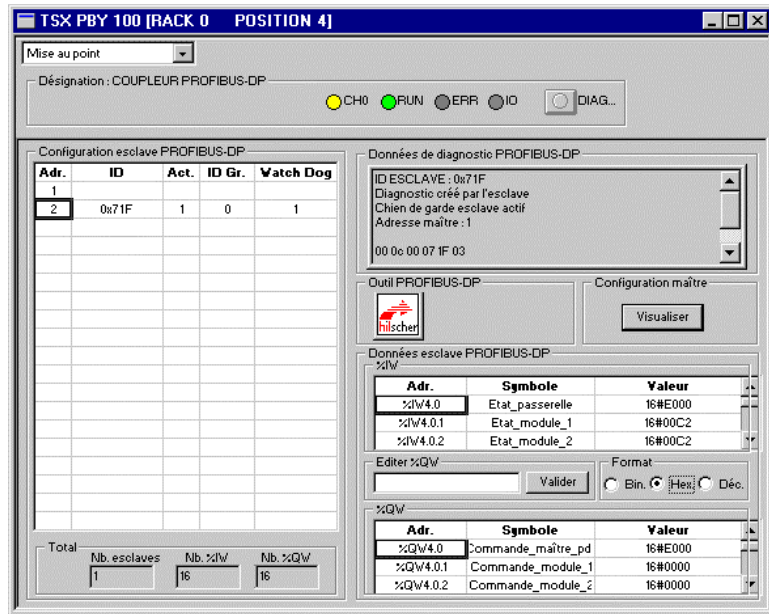 TSX PBY 100 [RACK 0 POSITION 4]
Mise au point
Désignation : COUPLEUR PROFIBUS-DP
CH0 RUN ERR IO DIAG...
Configuration esclave PROFIBUS-DP
Adr. ID Act. ID Gr. Watch Dog
1
2 0x71F 1 0 1
Total
Nb. esclaves Nb. %IW Nb. %QW
1 16 16
Données de diagnostic PROFIBUS-DP
ID ESCLAVE : 0x71F
Diagnostic créé par l'esclave
Chien de garde esclave actif
Adresse maître : 1
00 0c 00 07 1F 03
Outil PROFIBUS-DP
hilscher
Configuration maître
Visualiser
Données esclave PROFIBUS-DP
%IW
Adr. Symbole Valeur
%IW4.0 Etat_passerelle 16#E000
%IW4.0.1 Etat_module_1 16#00C2
%IW4.0.2 Etat_module_2 16#00C2
Editer %QW
Valider
Format
Bin. Hex. Déc.
%QW
Adr. Symbole Valeur
%QW4.0 Commande_maître_pd 16#E000
%QW4.0.1 Commande_module_1 16#0000
%QW4.0.2 Commande_module_2 16#0000